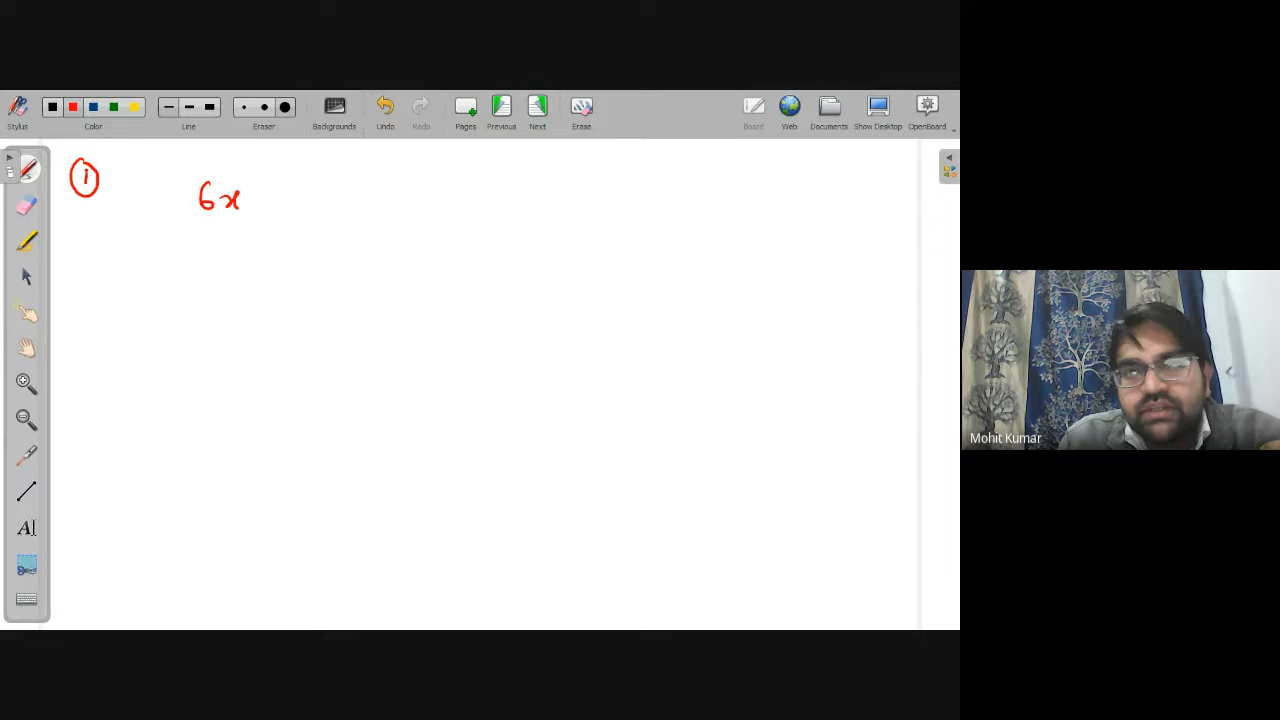 Stylus Color Line Eraser Backgrounds Undo Redo Pages Previous Next Erase Board Web Documents Show Desktop OpenBoard
① 6x
A
Mohit Kumar